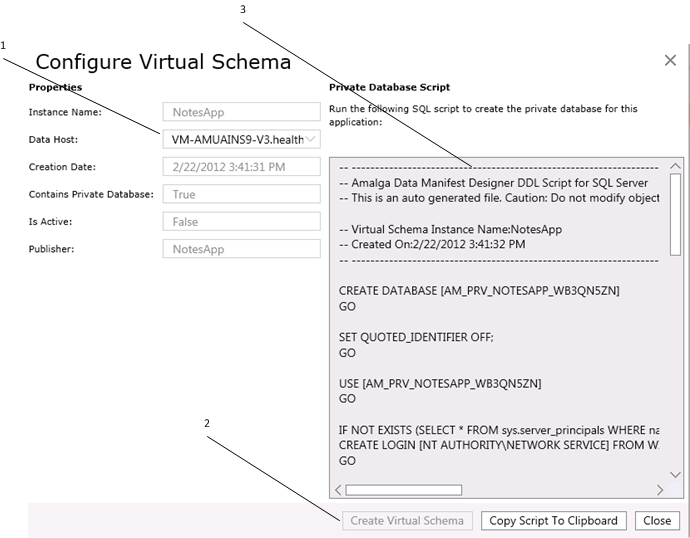 3
1
Configure Virtual Schema
Properties
Instance Name: NotesApp
Data Host: VM-AMUAINS9-V3.health
Creation Date: 2/22/2012 3:41:31 PM
Contains Private Database: True
Is Active: False
Publisher: NotesApp
Private Database Script
Run the following SQL script to create the private database for this
application:
-- ----------------------------------------------------------------------
-- Amalga Data Manifest Designer DDL Script for SQL Server
-- This is an auto generated file. Caution: Do not modify object
-- Virtual Schema Instance Name:NotesApp
-- Created On:2/22/2012 3:41:32 PM
-- ----------------------------------------------------------------------
CREATE DATABASE [AM_PRV_NOTESAPP_WB3QN5ZN]
GO
SET QUOTED_IDENTIFIER OFF;
GO
USE [AM_PRV_NOTESAPP_WB3QN5ZN]
GO
IF NOT EXISTS (SELECT * FROM sys.server_principals WHERE na
CREATE LOGIN [NT AUTHORITY\NETWORK SERVICE] FROM W
GO
2
Create Virtual Schema
Copy Script To Clipboard
Close